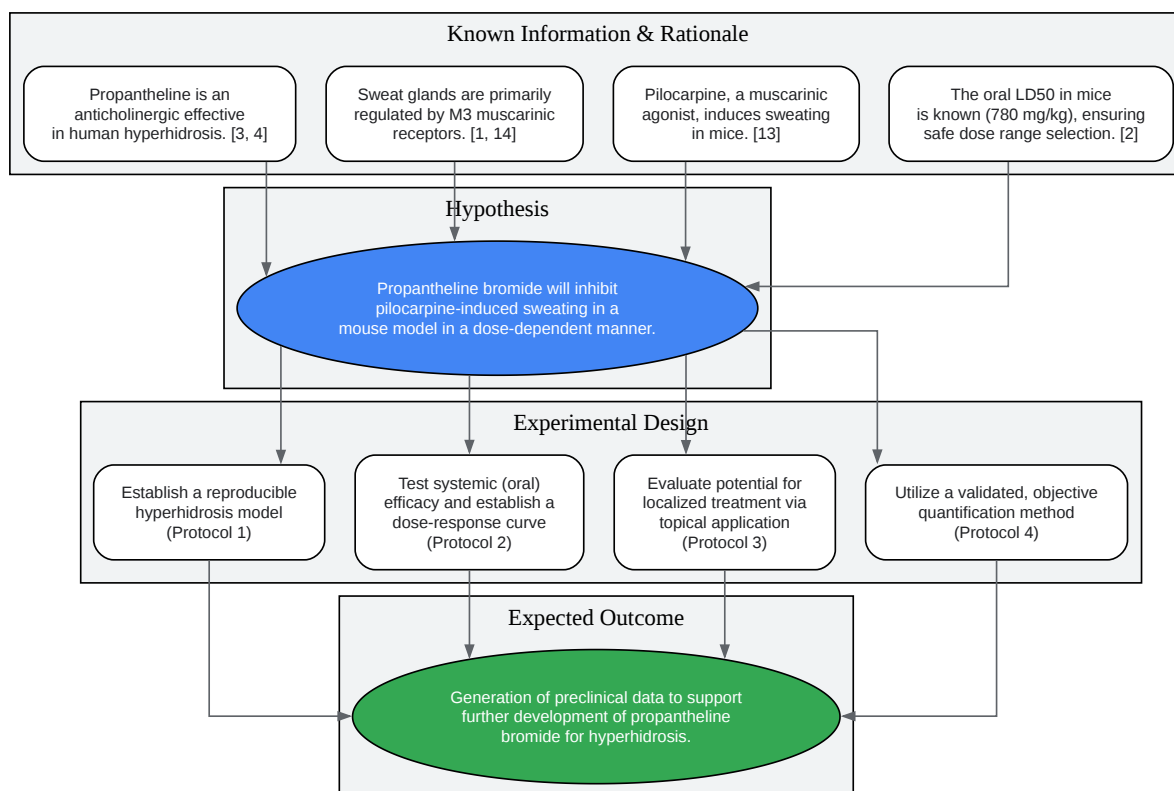 Known Information & Rationale
Propantheline is an
anticholinergic effective
in human hyperhidrosis. [3, 4]
Sweat glands are primarily
regulated by M3 muscarinic
receptors. [1, 14]
Pilocarpine, a muscarinic
agonist, induces sweating
in mice. [13]
The oral LD50 in mice
is known (780 mg/kg), ensuring
safe dose range selection. [2]
Hypothesis
Propantheline bromide will inhibit
pilocarpine-induced sweating in a
mouse model in a dose-dependent manner.
Experimental Design
Establish a reproducible
hyperhidrosis model
(Protocol 1)
Test systemic (oral)
efficacy and establish a
dose-response curve
(Protocol 2)
Evaluate potential for
localized treatment via
topical application
(Protocol 3)
Utilize a validated, objective
quantification method
(Protocol 4)
Expected Outcome
Generation of preclinical data to support
further development of propantheline
bromide for hyperhidrosis.